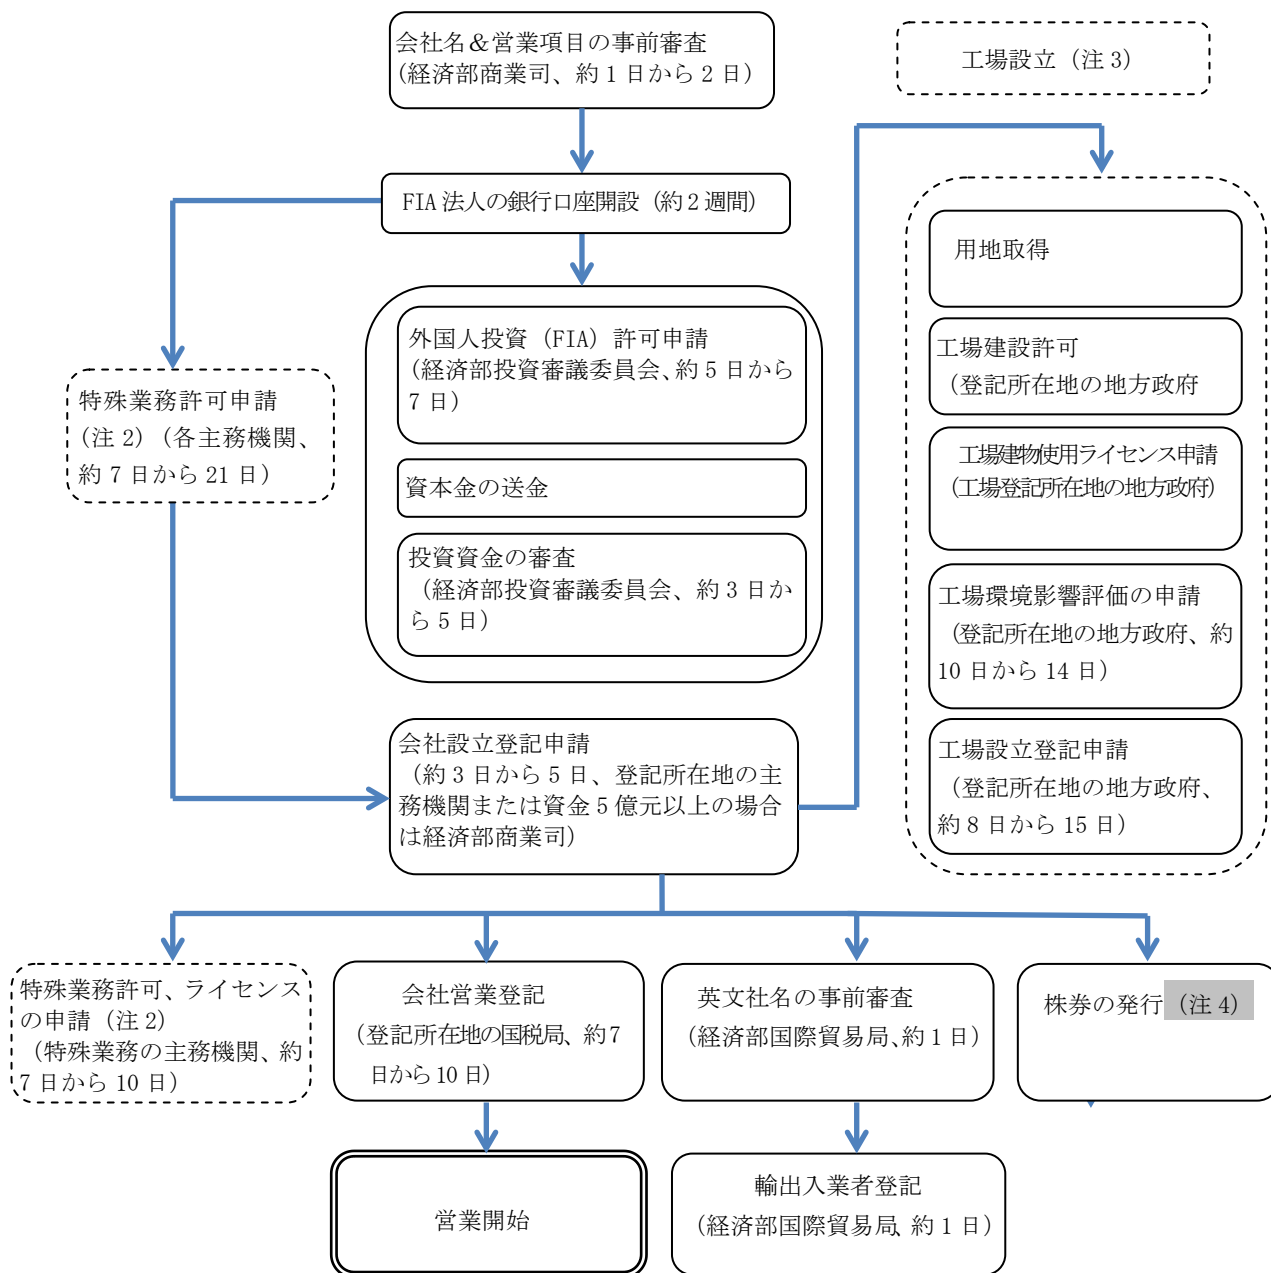 会社名＆営業項目の事前審査
（経済部商業司、約１日から２日）
工場設立（注３）
FIA 法人の銀行口座開設（約２週間）
外国人投資（FIA）許可申請
（経済部投資審議委員会、約５日から
７日）
資本金の送金
投資資金の審査
（経済部投資審議委員会、約３日か
ら５日）
特殊業務許可申請
（注２）（各主務機関、
約７日から 21 日）
会社設立登記申請
（約３日から５日、登記所在地の主
務機関または資金５億元以上の場合
は経済部商業司）
用地取得
工場建設許可
（登記所在地の地方政府
工場建物使用ライセンス申請
（工場登記所在地の地方政府）
工場環境影響評価の申請
（登記所在地の地方政府、約
10 日から 14 日）
工場設立登記申請
（登記所在地の地方政府、
約８日から 15 日）
特殊業務許可、ライセンス
の申請（注２）
（特殊業務の主務機関、約
７日から 10 日）
会社営業登記
（登記所在地の国税局、約７
日から 10 日）
英文社名の事前審査
（経済部国際貿易局、約１日）
株券の発行（注４）
営業開始
輸出入業者登記
（経済部国際貿易局、約１日）